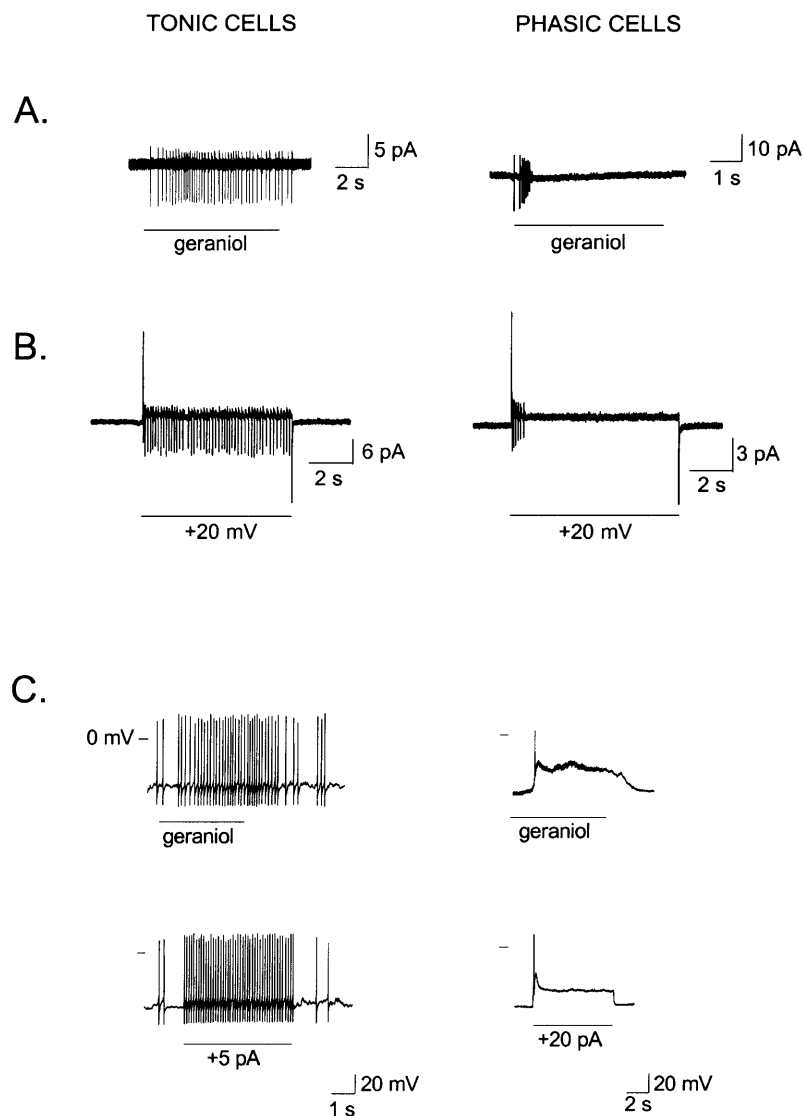 TONIC CELLS
PHASIC CELLS
A.
5 pA
2 s
geraniol
10 pA
1 s
geraniol
B.
6 pA
2 s
+20 mV
3 pA
2 s
+20 mV
C.
0 mV –
geraniol
–
geraniol
–
+5 pA
20 mV
1 s
–
+20 pA
20 mV
2 s